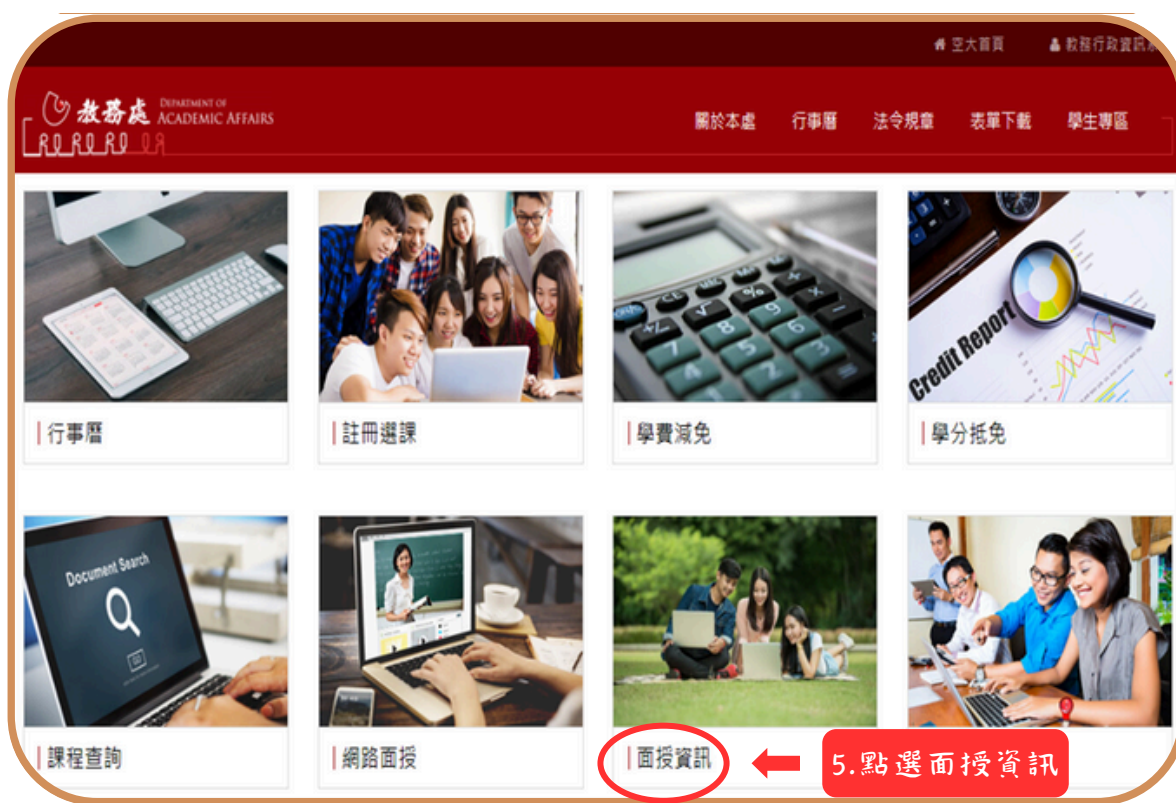 空大首頁 教務行政資訊系
教務處 DEPARTMENT OF
ACADEMIC AFFAIRS
關於本處 行事曆 法令規章 表單下載 學生專區
Credit Report
行事曆 註冊選課 學費減免 學分抵免
Document Search
課程查詢 網路面授 面授資訊 5.點選面授資訊